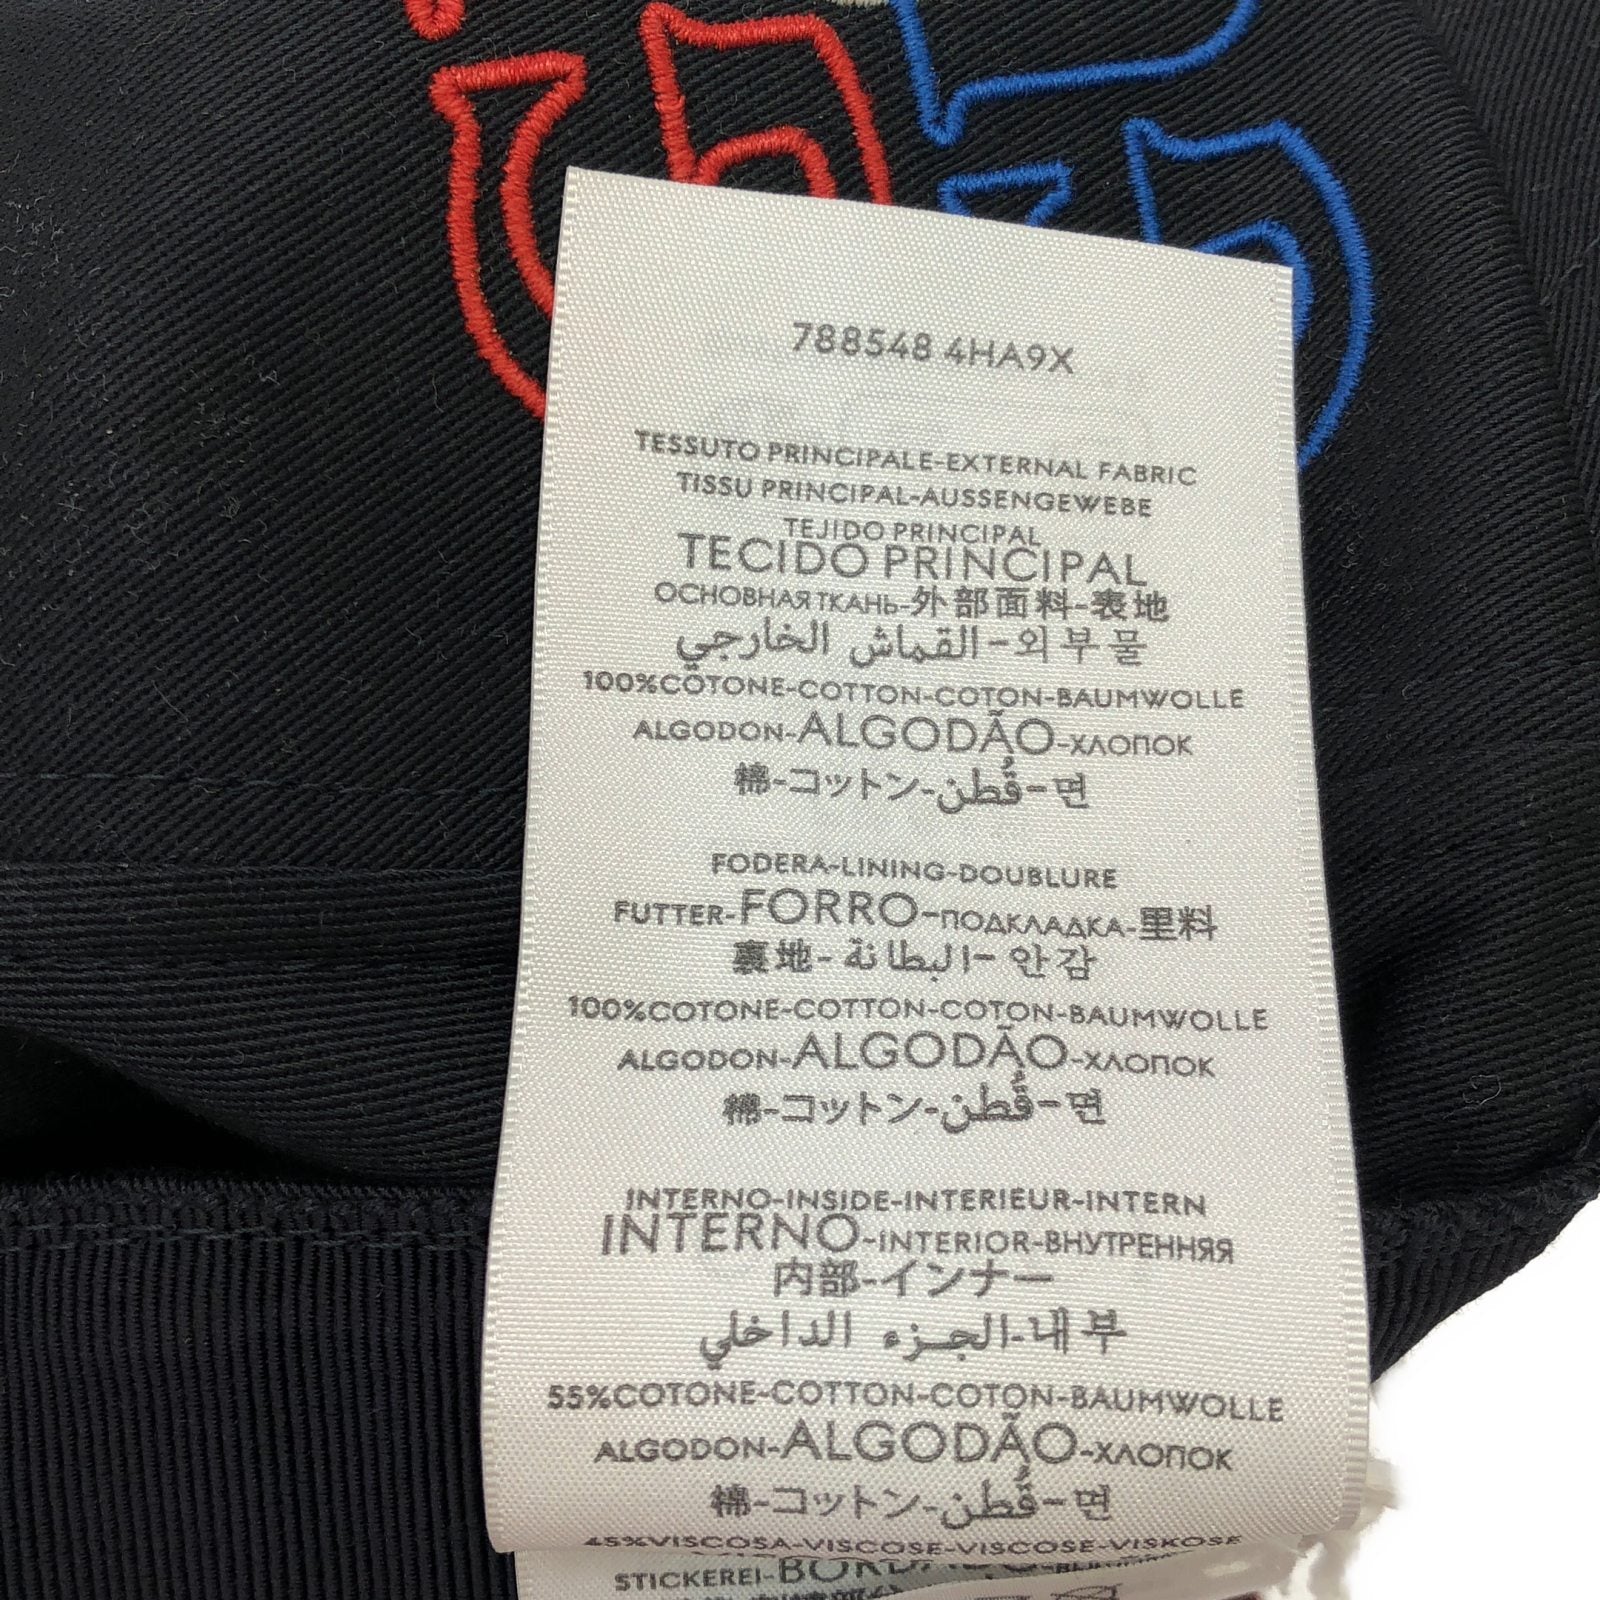 788548 4HA9X
TESSUTO PRINCIPALE-EXTERNAL FABRIC
TISSU PRINCIPAL-AUSSENGEWEBE
TEJIDO PRINCIPAL
TECIDO PRINCIPAL
ОСНОВНАЯ ТКАНЬ-外部面料-表地
القماش الخارجي-외부물
100%COTONE-COTTON-COTON-BAUMWOLLE
ALGODON-ALGODÃO-ХЛОПОК
棉-コットン-قُطن-면
FODERA-LINING-DOUBLURE
FUTTER-FORRO-ПОДКЛАДКА-里料
裏地-البطانة-안감
100%COTONE-COTTON-COTON-BAUMWOLLE
ALGODON-ALGODÃO-ХЛОПОК
棉-コットン-قُطن-면
INTERNO-INSIDE-INTERIEUR-INTERN
INTERNO-INTERIOR-ВНУТРЕННЯЯ
内部-インナー
الجزء الداخلي-내부
55%COTONE-COTTON-COTON-BAUMWOLLE
ALGODON-ALGODÃO-ХЛОПОК
棉-コットン-قُطن-면
45%VISCOSA-VISCOSE-VISCOSE-VISKOSE
STICKEREI-